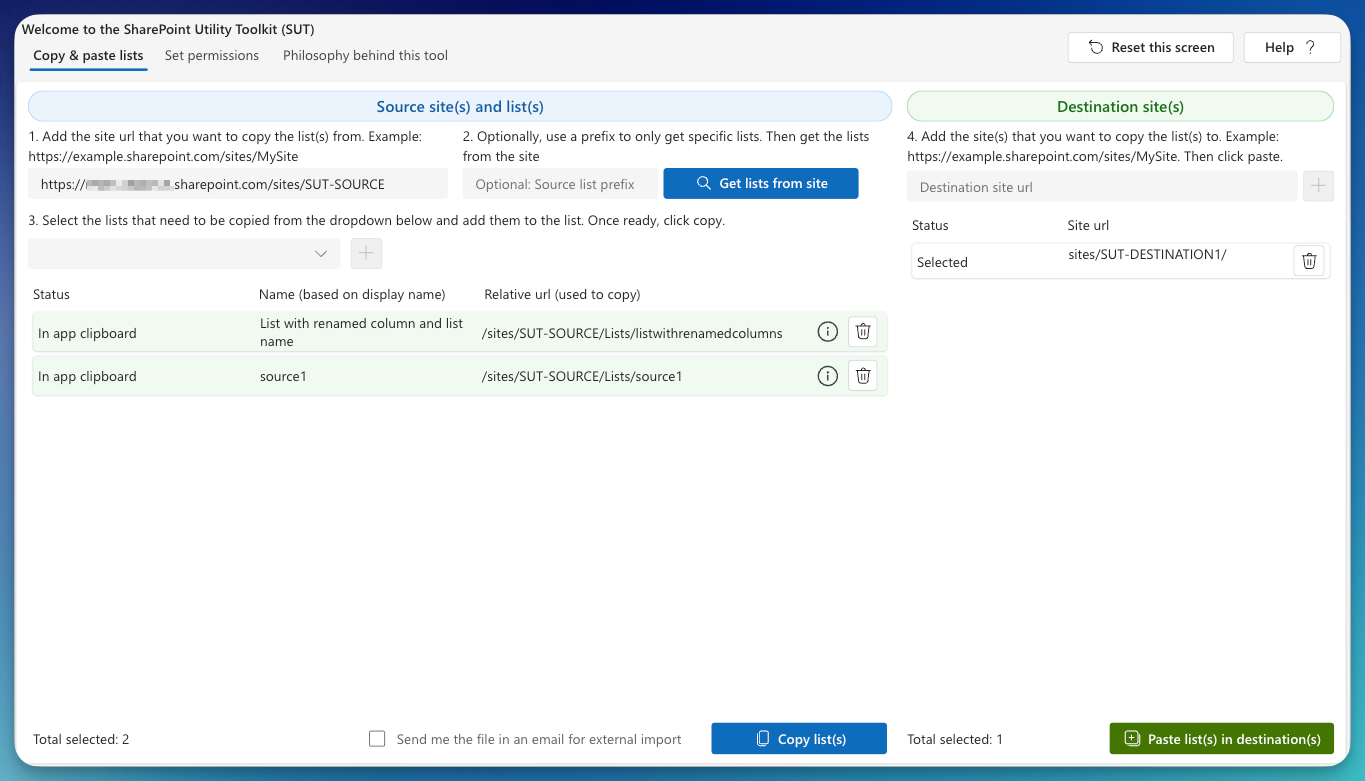 Welcome to the SharePoint Utility Toolkit (SUT)
Copy & paste lists
Set permissions
Philosophy behind this tool
Reset this screen
Help ?
Source site(s) and list(s)
1. Add the site url that you want to copy the list(s) from. Example:
https://example.sharepoint.com/sites/MySite
https://
.sharepoint.com/sites/SUT-SOURCE
2. Optionally, use a prefix to only get specific lists. Then get the lists
from the site
Optional: Source list prefix
Get lists from site
3. Select the lists that need to be copied from the dropdown below and add them to the list. Once ready, click copy.
Status
Name (based on display name)
Relative url (used to copy)
In app clipboard
List with renamed column and list
name
/sites/SUT-SOURCE/Lists/listwithrenamedcolumns
In app clipboard
source1
/sites/SUT-SOURCE/Lists/source1
Total selected: 2
Send me the file in an email for external import
Copy list(s)
Destination site(s)
4. Add the site(s) that you want to copy the list(s) to. Example:
https://example.sharepoint.com/sites/MySite. Then click paste.
Destination site url
Status
Site url
Selected
sites/SUT-DESTINATION1/
Total selected: 1
Paste list(s) in destination(s)